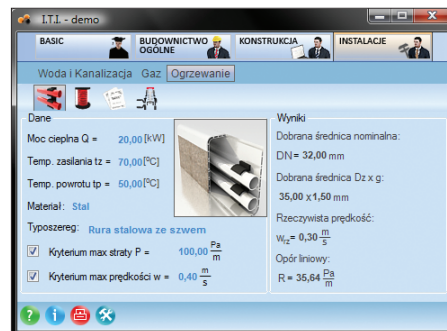 I.T.I. - demo
BASIC
BUDOWNICTWO OGÓLNE
KONSTRUKCJA
INSTALACJE
Woda i Kanalizacja Gaz Ogrzewanie
Dane
Moc cieplna Q = 20,00 [kW]
Temp. zasilania tz = 70,00 [ºC]
Temp. powrotu tp = 50,00 [ºC]
Materiał: Stal
Typoszereg: Rura stalowa ze szwem
Kryterium max straty P = 100,00 Pa/m
Kryterium max prędkości w = 0,40 m/s
Wyniki
Dobrana średnica nominalna:
DN= 32,00 mm
Dobrana średnica Dz x g:
35,00 x 1,50 mm
Rzeczywista prędkość:
wrz= 0,30 m/s
Opór liniowy:
R = 35,64 Pa/m